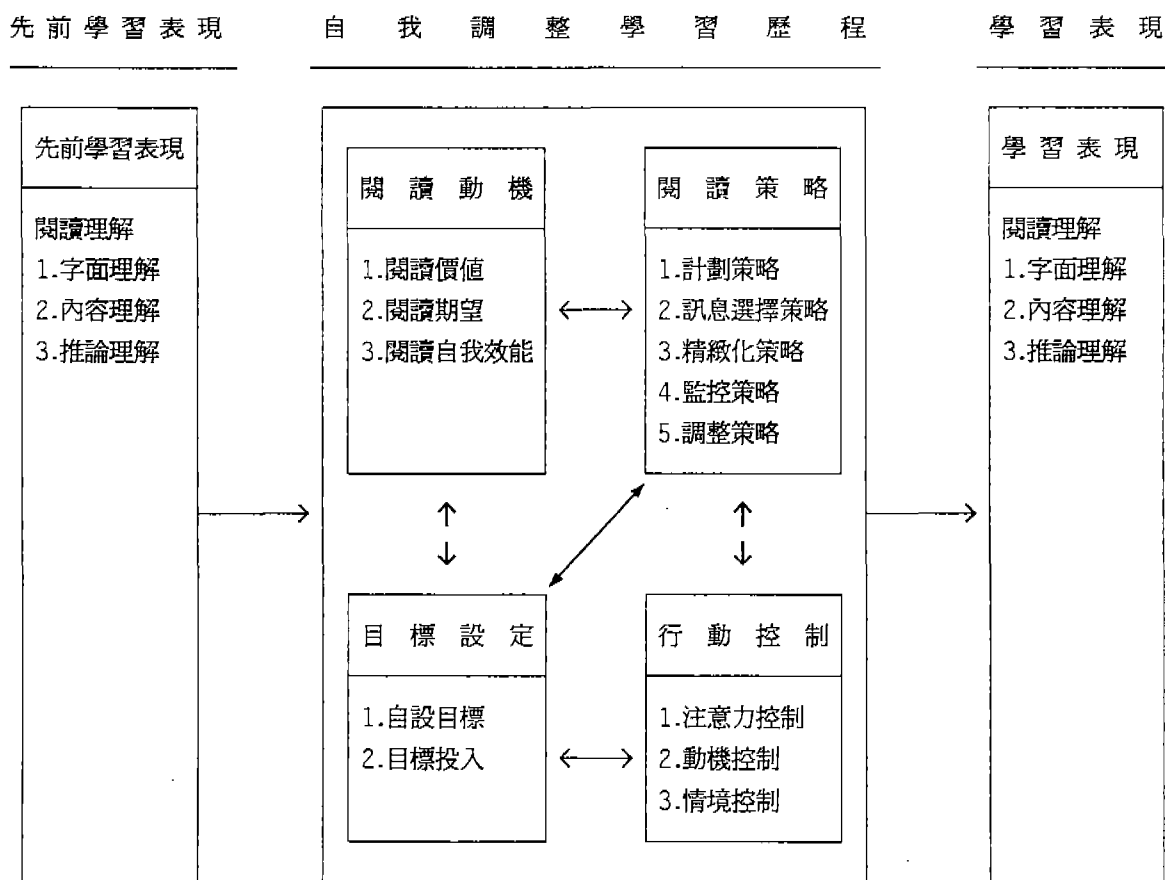 先前學習表現
自我調整學習歷程
學習表現
先前學習表現
閱讀理解
1.字面理解
2.內容理解
3.推論理解
閱讀動機
1.閱讀價值
2.閱讀期望
3.閱讀自我效能
閱讀策略
1.計劃策略
2.訊息選擇策略
3.精緻化策略
4.監控策略
5.調整策略
目標設定
1.自設目標
2.目標投入
行動控制
1.注意力控制
2.動機控制
3.情境控制
學習表現
閱讀理解
1.字面理解
2.內容理解
3.推論理解